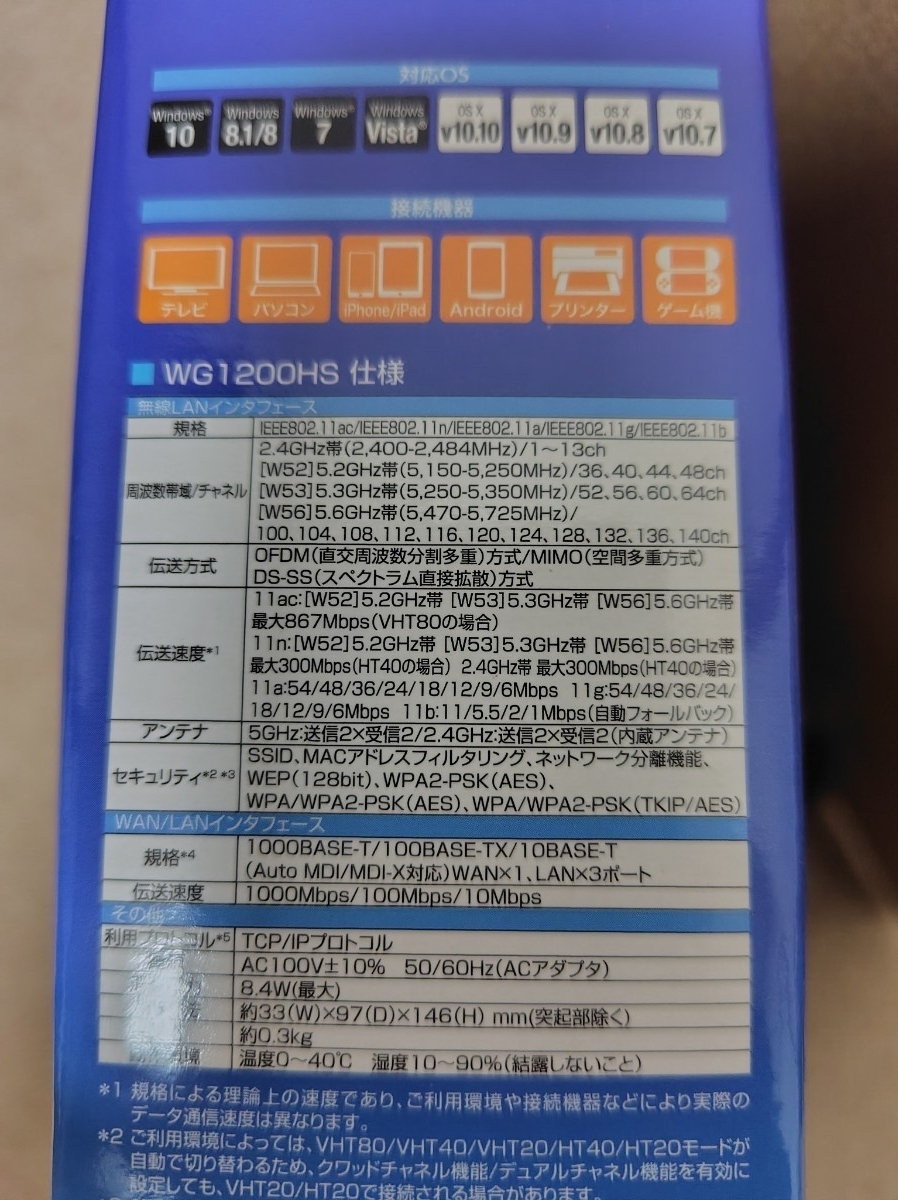 対応OS
Windows® 10 Windows 8.1/8 Windows® 7 Windows Vista® OS X v10.10 OS X v10.9 OS X v10.8 OS X v10.7
接続機器
テレビ パソコン iPhone/iPad Android プリンター ゲーム機
WG1200HS 仕様
無線LANインタフェース
規格 IEEE802.11ac/IEEE802.11n/IEEE802.11a/IEEE802.11g/IEEE802.11b
2.4GHz帯(2,400-2,484MHz)/1〜13ch
[W52]5.2GHz帯(5,150-5,250MHz)/36、40、44、48ch
周波数帯域/チャネル [W53]5.3GHz帯(5,250-5,350MHz)/52、56、60、64ch
[W56]5.6GHz帯(5,470-5,725MHz)/
100、104、108、112、116、120、124、128、132、136、140ch
伝送方式 OFDM(直交周波数分割多重)方式/MIMO(空間多重方式)
DS-SS(スペクトラム直接拡散)方式
11ac:[W52]5.2GHz帯 [W53]5.3GHz帯 [W56]5.6GHz帯
最大867Mbps(VHT80の場合)
伝送速度*1 11n:[W52]5.2GHz帯 [W53]5.3GHz帯 [W56]5.6GHz帯
最大300Mbps(HT40の場合) 2.4GHz帯 最大300Mbps(HT40の場合)
11a:54/48/36/24/18/12/9/6Mbps 11g:54/48/36/24/
18/12/9/6Mbps 11b:11/5.5/2/1Mbps(自動フォールバック)
アンテナ 5GHz:送信2×受信2/2.4GHz:送信2×受信2(内蔵アンテナ)
SSID、MACアドレスフィルタリング、ネットワーク分離機能、
セキュリティ*2 *3 WEP(128bit)、WPA2-PSK(AES)、
WPA/WPA2-PSK(AES)、WPA/WPA2-PSK(TKIP/AES)
WAN/LANインタフェース
規格*4 1000BASE-T/100BASE-TX/10BASE-T
(Auto MDI/MDI-X対応)WAN×1、LAN×3ポート
伝送速度 1000Mbps/100Mbps/10Mbps
その他
利用プロトコル*5 TCP/IPプロトコル
AC100V±10% 50/60Hz(ACアダプタ)
8.4W(最大)
約33(W)×97(D)×146(H) mm(突起部除く)
約0.3kg
温度0〜40℃ 湿度10〜90%(結露しないこと)
*1 規格による理論上の速度であり、ご利用環境や接続機器などにより実際の
データ通信速度は異なります。
*2 ご利用環境によっては、VHT80/VHT40/VHT20/HT40/HT20モードが
自動で切り替わるため、クワッドチャネル機能/デュアルチャネル機能を有効に
設定しても、VHT20/HT20で接続される場合があります。